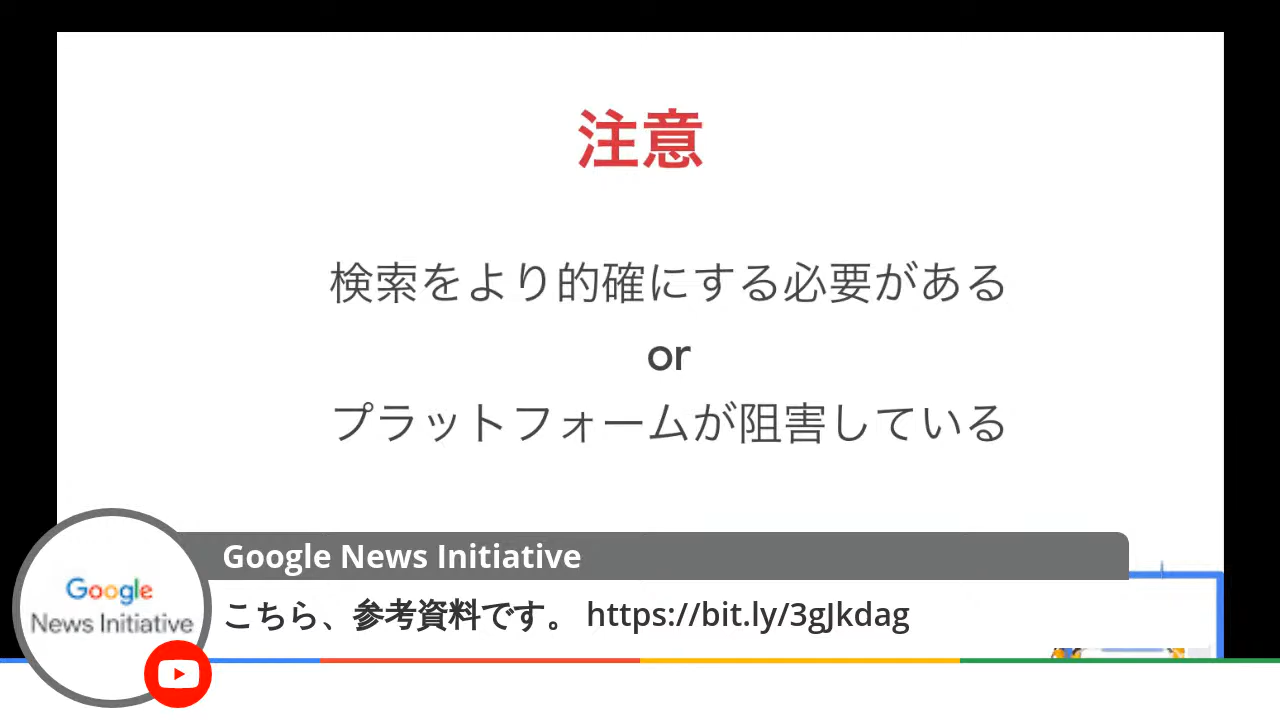 注意
検索をより的確にする必要がある
or
プラットフォームが阻害している
Google News Initiative
こちら、参考資料です。 https://bit.ly/3gJkdag
Google
News Initiative